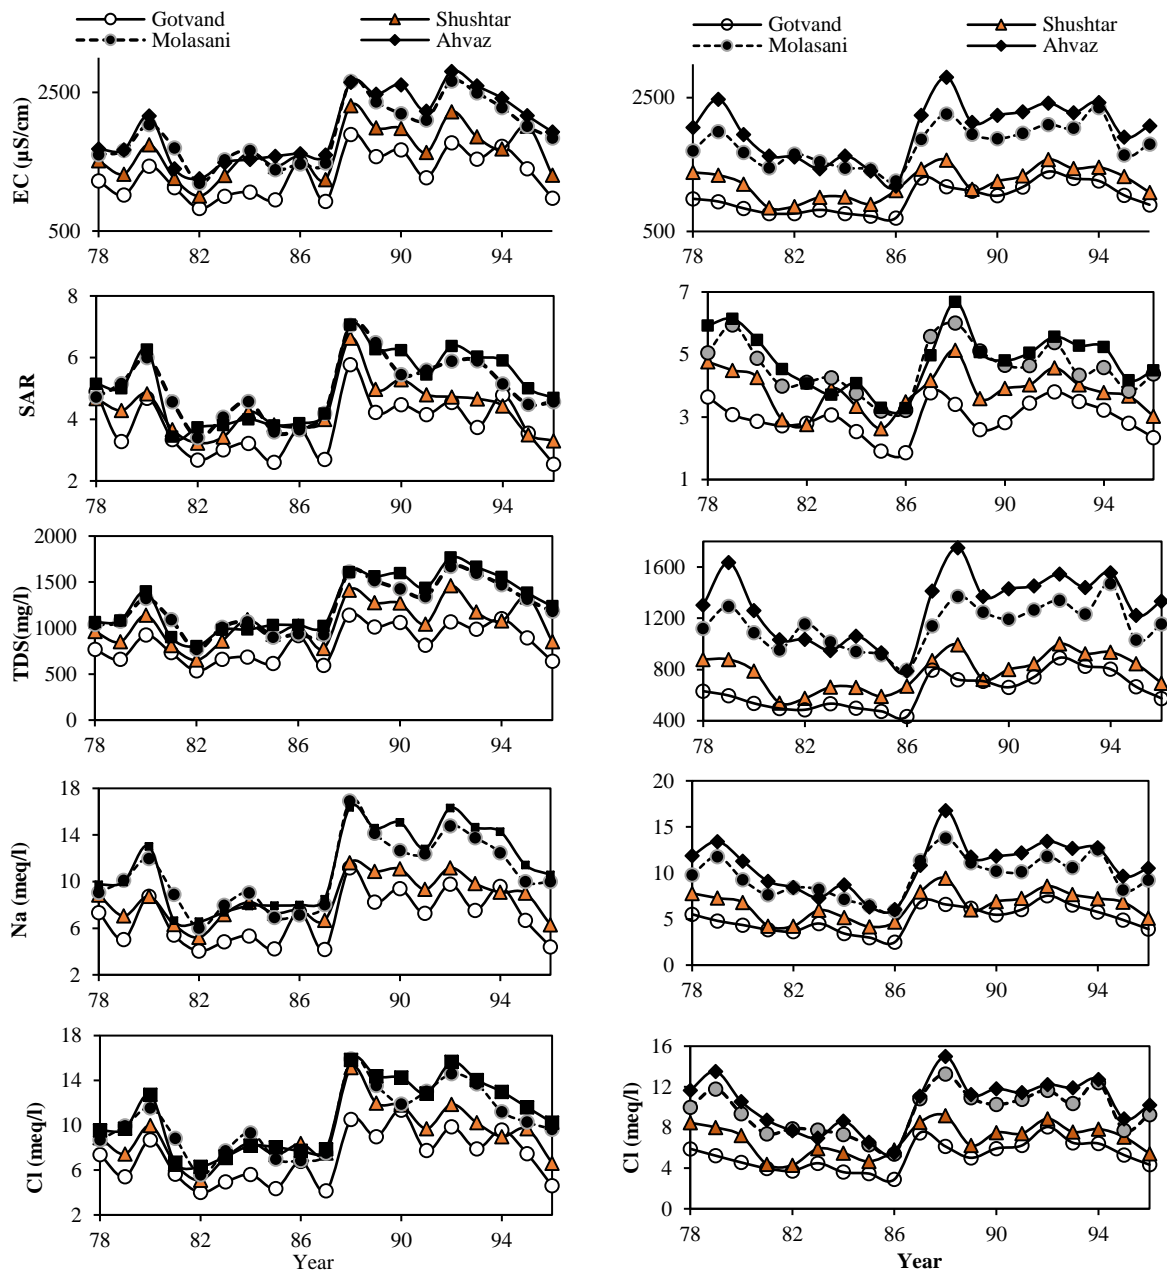 Gotvand Shushtar
Molasani Ahvaz
EC (µS/cm)
2500
500
78 82 86 90 94
SAR
8
6
4
2
78 82 86 90 94
TDS(mg/l)
2000
1500
1000
500
0
78 82 86 90 94
Na (meq/l)
18
14
10
6
2
78 82 86 90 94
Cl (meq/l)
18
14
10
6
2
78 82 86 90 94
Year
Gotvand Shushtar
Molasani Ahvaz
2500
500
78 82 86 90 94
7
5
3
1
78 82 86 90 94
1600
1200
800
400
78 82 86 90 94
20
15
10
5
0
78 82 86 90 94
Cl (meq/l)
16
12
8
4
0
78 82 86 90 94
Year